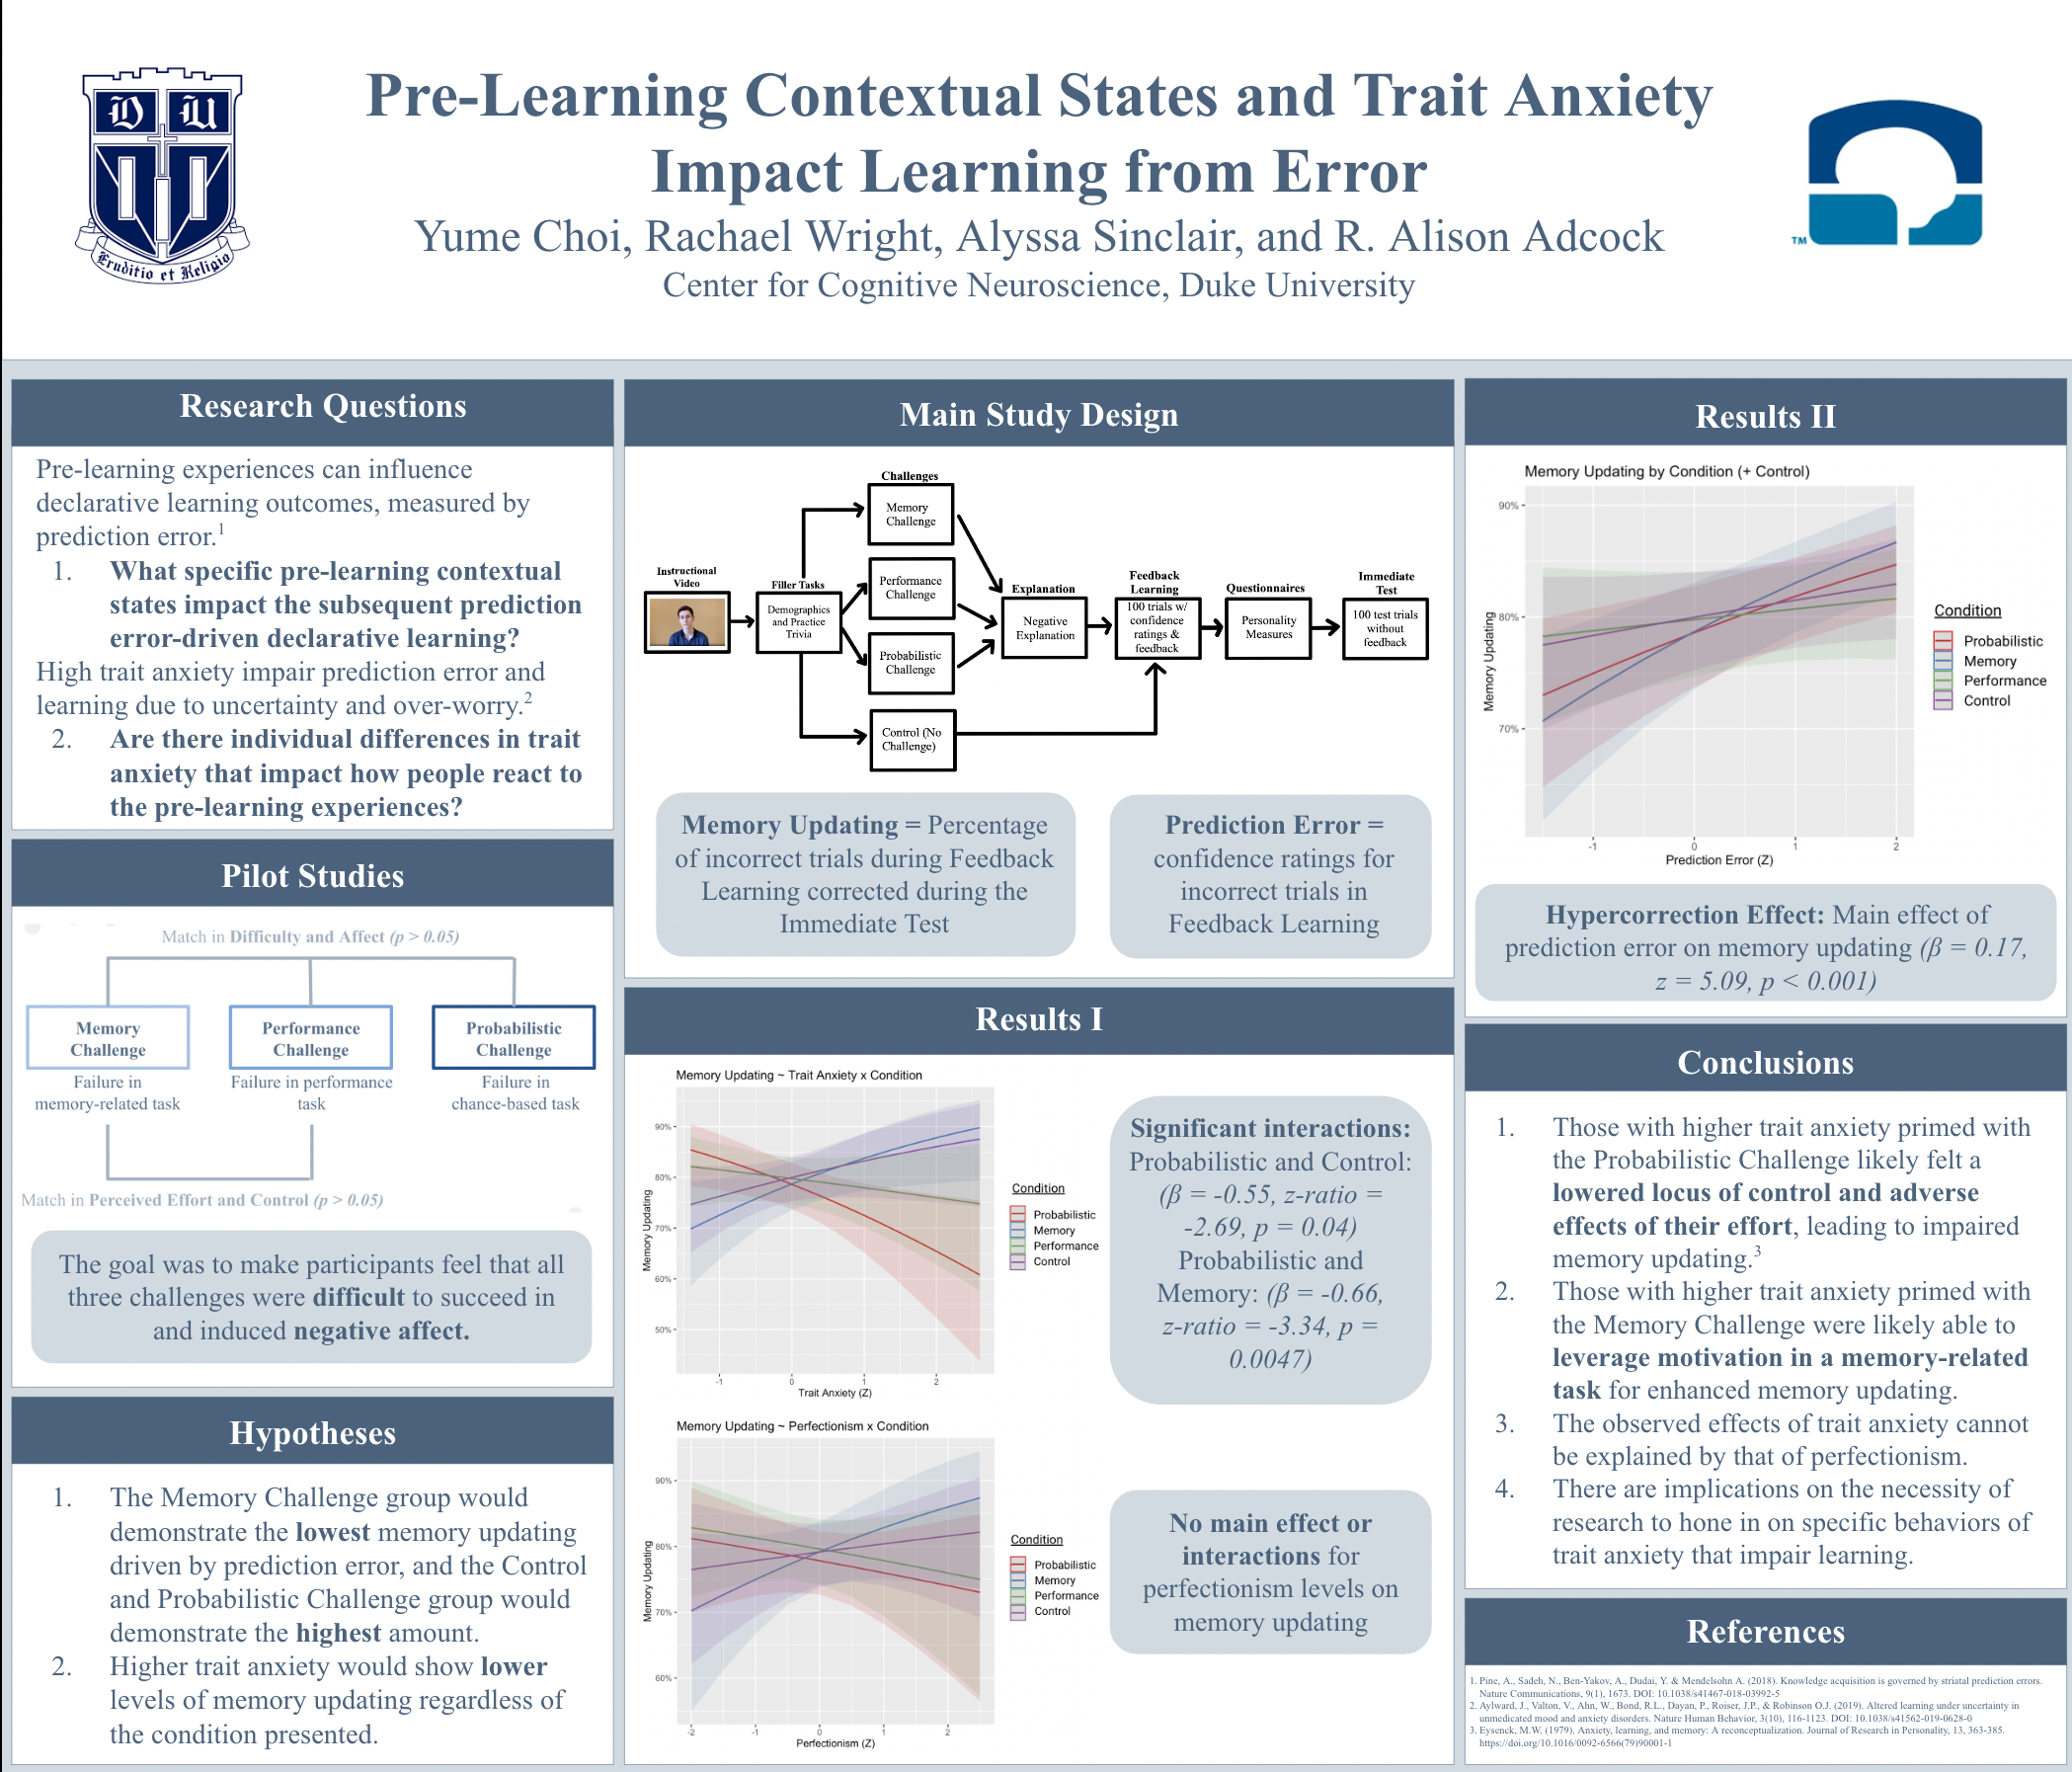 D U
Eruditio et Religio
Pre-Learning Contextual States and Trait Anxiety
Impact Learning from Error
Yume Choi, Rachael Wright, Alyssa Sinclair, and R. Alison Adcock
Center for Cognitive Neuroscience, Duke University
TM
Research Questions
Pre-learning experiences can influence
declarative learning outcomes, measured by
prediction error.1
1. What specific pre-learning contextual
states impact the subsequent prediction
error-driven declarative learning?
High trait anxiety impair prediction error and
learning due to uncertainty and over-worry.2
2. Are there individual differences in trait
anxiety that impact how people react to
the pre-learning experiences?
Pilot Studies
Match in Difficulty and Affect (p > 0.05)
Memory
Challenge
Performance
Challenge
Probabilistic
Challenge
Failure in
memory-related task
Failure in performance
task
Failure in
chance-based task
Match in Perceived Effort and Control (p > 0.05)
The goal was to make participants feel that all
three challenges were difficult to succeed in
and induced negative affect.
Hypotheses
1. The Memory Challenge group would
demonstrate the lowest memory updating
driven by prediction error, and the Control
and Probabilistic Challenge group would
demonstrate the highest amount.
2. Higher trait anxiety would show lower
levels of memory updating regardless of
the condition presented.
Main Study Design
Instructional
Video
Filler Tasks
Demographics
and Practice
Trivia
Challenges
Memory
Challenge
Performance
Challenge
Probabilistic
Challenge
Control (No
Challenge)
Explanation
Negative
Explanation
Feedback
Learning
100 trials w/
confidence
ratings &
feedback
Questionnaires
Personality
Measures
Immediate
Test
100 test trials
without
feedback
Memory Updating = Percentage
of incorrect trials during Feedback
Learning corrected during the
Immediate Test
Prediction Error =
confidence ratings for
incorrect trials in
Feedback Learning
Results I
Memory Updating ~ Trait Anxiety x Condition
Memory Updating
90%
80%
70%
60%
50%
-1 0 1 2
Trait Anxiety (Z)
Condition
Probabilistic
Memory
Performance
Control
Significant interactions:
Probabilistic and Control:
(β = -0.55, z-ratio =
-2.69, p = 0.04)
Probabilistic and
Memory: (β = -0.66,
z-ratio = -3.34, p =
0.0047)
Memory Updating ~ Perfectionism x Condition
Memory Updating
90%
80%
70%
60%
-2 -1 0 1 2
Perfectionism (Z)
Condition
Probabilistic
Memory
Performance
Control
No main effect or
interactions for
perfectionism levels on
memory updating
Results II
Memory Updating by Condition (+ Control)
Memory Updating
90%
80%
70%
-1 0 1 2
Prediction Error (Z)
Condition
Probabilistic
Memory
Performance
Control
Hypercorrection Effect: Main effect of
prediction error on memory updating (β = 0.17,
z = 5.09, p < 0.001)
Conclusions
1. Those with higher trait anxiety primed with
the Probabilistic Challenge likely felt a
lowered locus of control and adverse
effects of their effort, leading to impaired
memory updating.3
2. Those with higher trait anxiety primed with
the Memory Challenge were likely able to
leverage motivation in a memory-related
task for enhanced memory updating.
3. The observed effects of trait anxiety cannot
be explained by that of perfectionism.
4. There are implications on the necessity of
research to hone in on specific behaviors of
trait anxiety that impair learning.
References
1. Pine, A., Sadeh, N., Ben-Yakov, A., Dudai, Y. & Mendelsohn A. (2018). Knowledge acquisition is governed by striatal prediction errors.
Nature Communications, 9(1), 1673. DOI: 10.1038/s41467-018-03992-5
2. Aylward, J., Valton, V., Ahn, W., Bond, R.L., Dayan, P., Roiser, J.P., & Robinson O.J. (2019). Altered learning under uncertainty in
unmedicated mood and anxiety disorders. Nature Human Behavior, 3(10), 116-1123. DOI: 10.1038/s41562-019-0628-0
3. Eysenck, M.W. (1979). Anxiety, learning, and memory: A reconceptualization. Journal of Research in Personality, 13, 363-385.
https://doi.org/10.1016/0092-6566(79)90001-1